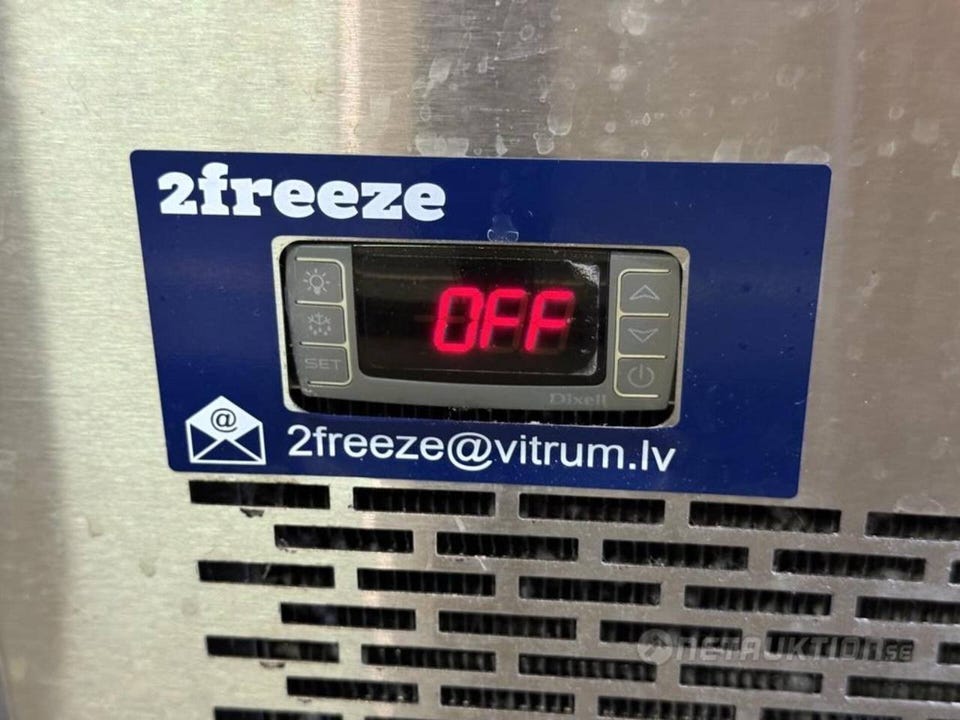 2freeze
OFF
SET
Dixell
@
2freeze@vitrum.lv
NETAUKTION.SE